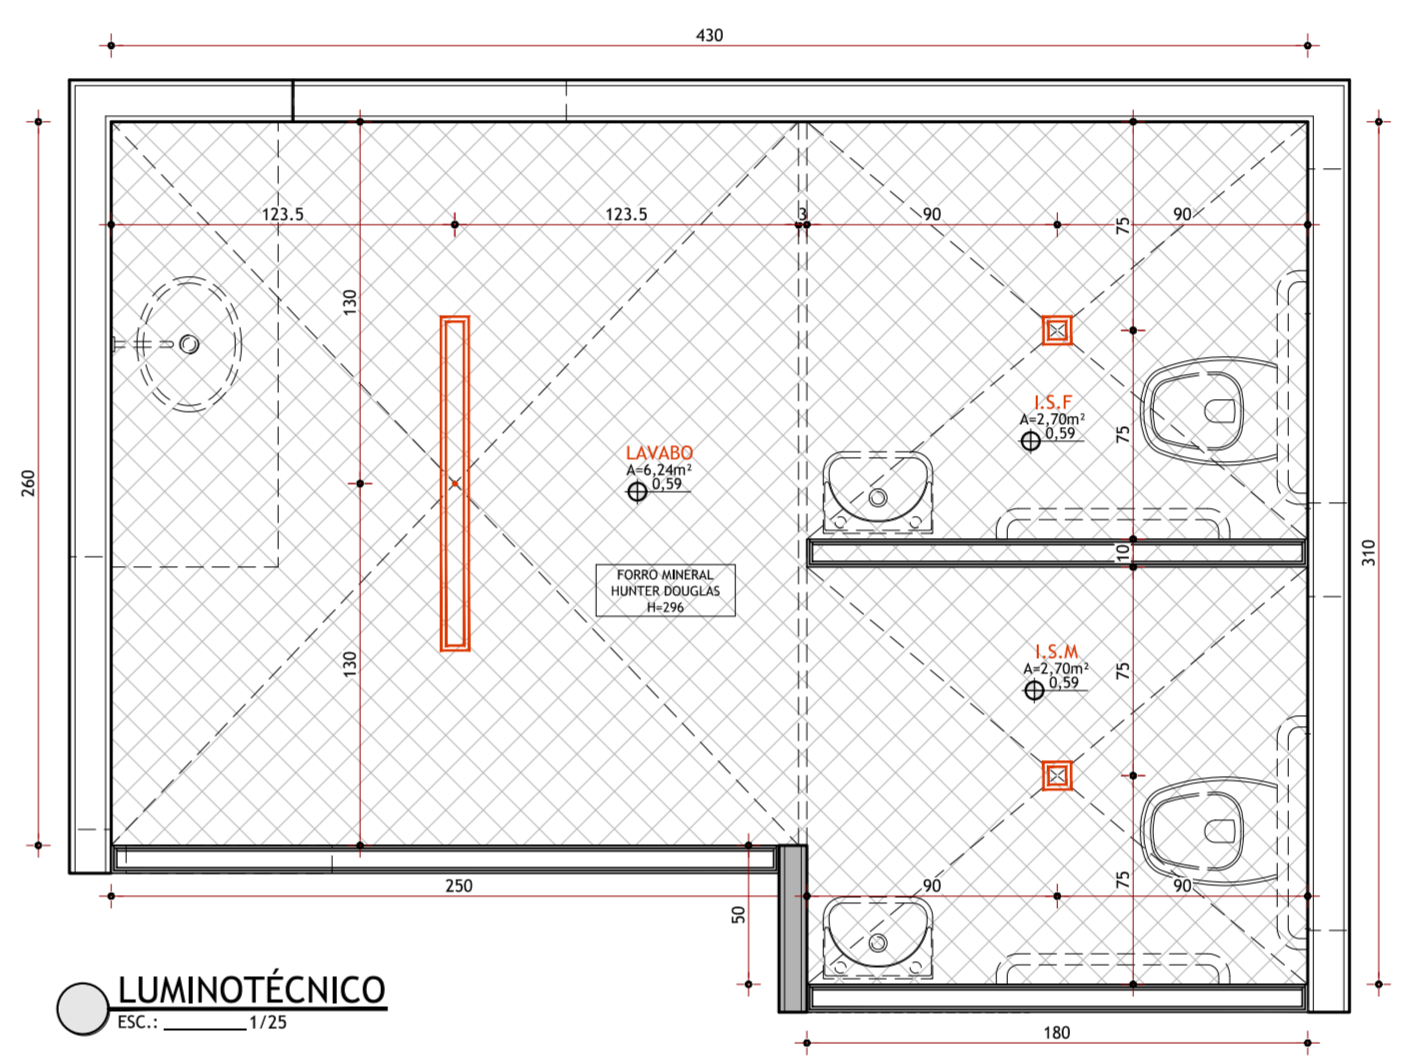 430
123.5
123.5
3
90
90
75
130
I.S.F
A=2,70m²
0,59
75
LAVABO
A=6,24m²
0,59
260
10
310
FORRO MINERAL
HUNTER DOUGLAS
H=296
130
I.S.M
A=2,70m²
0,59
75
250
90
90
75
50
LUMINOTÉCNICO
ESC.: _________ 1/25
180